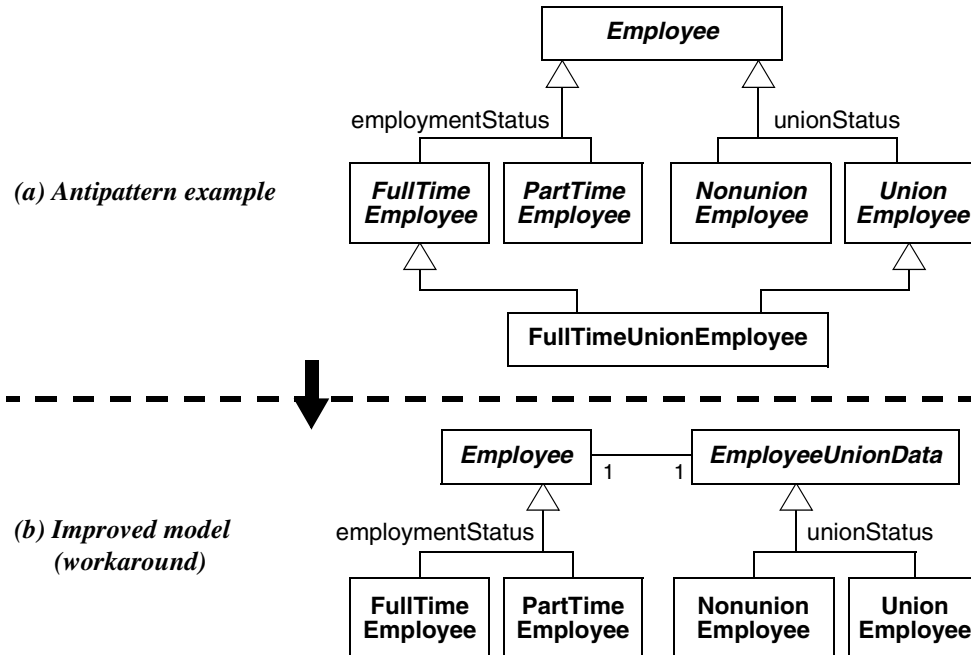 Employee
employmentStatus
unionStatus
(a) Antipattern example
FullTime
Employee
PartTime
Employee
Nonunion
Employee
Union
Employee
FullTimeUnionEmployee
Employee
1
1
EmployeeUnionData
(b) Improved model
(workaround)
employmentStatus
unionStatus
FullTime
Employee
PartTime
Employee
Nonunion
Employee
Union
Employee